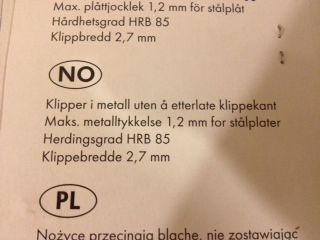 Max. plåttjocklek 1,2 mm för stålplåt
Hårdhetsgrad HRB 85
Klippbredd 2,7 mm
NO
Klipper i metall uten å etterlate klippekant
Maks. metalltykkelse 1,2 mm for stålplater
Herdingsgrad HRB 85
Klippebredde 2,7 mm
PL
Nożyce przecinają blachę, nie zostawiając